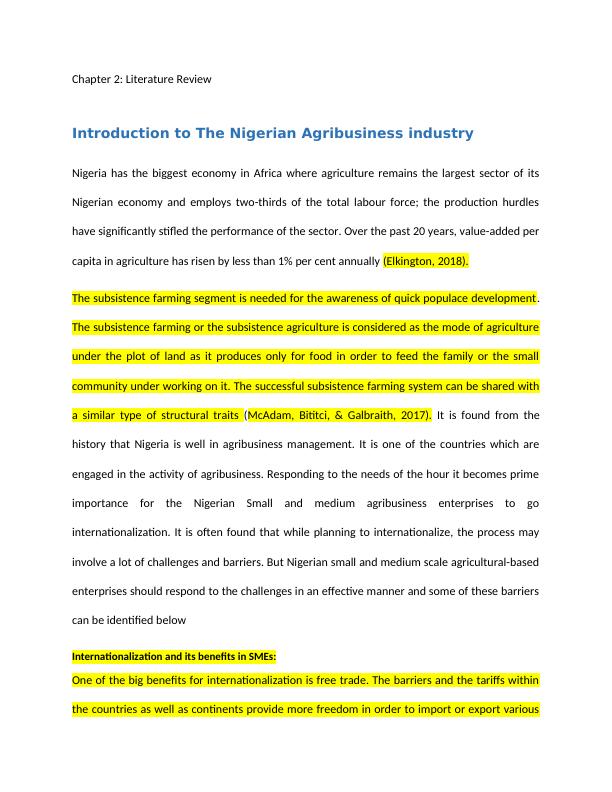 Chapter 2: Literature Review
Introduction to The Nigerian Agribusiness industry
Nigeria has the biggest economy in Africa where agriculture remains the largest sector of its
Nigerian economy and employs two-thirds of the total labour force; the production hurdles
have significantly stifled the performance of the sector. Over the past 20 years, value-added per
capita in agriculture has risen by less than 1% per cent annually (Elkington, 2018).
The subsistence farming segment is needed for the awareness of quick populace development.
The subsistence farming or the subsistence agriculture is considered as the mode of agriculture
under the plot of land as it produces only for food in order to feed the family or the small
community under working on it. The successful subsistence farming system can be shared with
a similar type of structural traits (McAdam, Bititci, & Galbraith, 2017). It is found from the
history that Nigeria is well in agribusiness management. It is one of the countries which are
engaged in the activity of agribusiness. Responding to the needs of the hour it becomes prime
importance for the Nigerian Small and medium agribusiness enterprises to go
internationalization. It is often found that while planning to internationalize, the process may
involve a lot of challenges and barriers. But Nigerian small and medium scale agricultural-based
enterprises should respond to the challenges in an effective manner and some of these barriers
can be identified below
Internationalization and its benefits in SMEs:
One of the big benefits for internationalization is free trade. The barriers and the tariffs within
the countries as well as continents provide more freedom in order to import or export various